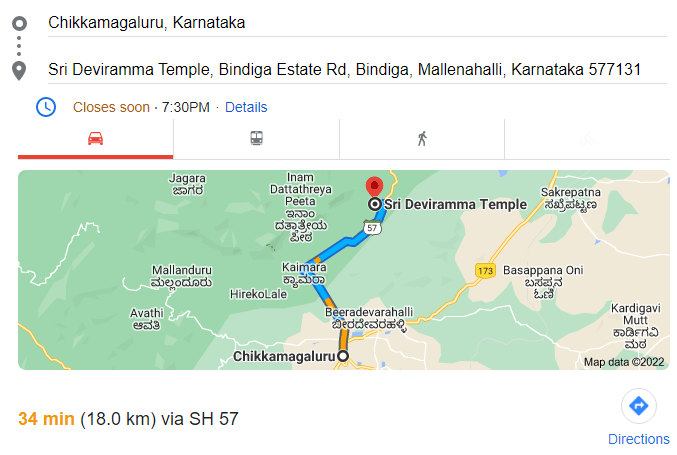 Chikkamagaluru, Karnataka
Sri Deviramma Temple, Bindiga Estate Rd, Bindiga, Mallenahalli, Karnataka 577131
Closes soon · 7:30PM · Details
Jagara
ಜಾಗರ
Inam
Dattathreya
Peeta
ಇನಾಂ
ದತ್ತಾತ್ರೇಯ
ಪೀಠ
Sri Deviramma Temple
Sakrepatna
ಸಖ್ರೆಪಟ್ಟಣ
57
Kaimara
ಕೈಮರಾ
173
Mallanduru
ಮಲ್ಲಂದೂರು
Basappana Oni
ಬಸಪ್ಪನ
ಓಣಿ
HirekoLale
Avathi
ಆವತಿ
Beeradevarahalli
ಬೀರದೇವರಹಳ್ಳಿ
Kardigavi
Mutt
ಕಾರ್ಡಿಗವಿ
ಮಠ
Chikkamagaluru
Map data ©2022
34 min (18.0 km) via SH 57
Directions